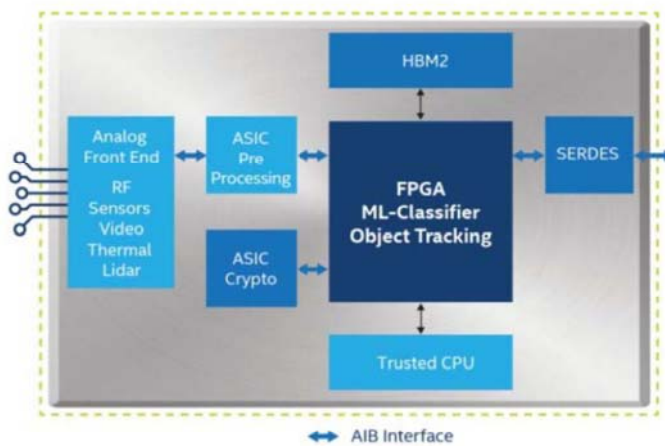 HBM2
Analog
Front End
RF
Sensors
Video
Thermal
Lidar
ASIC
Pre
Processing
ASIC
Crypto
FPGA
ML-Classifier
Object Tracking
SERDES
Trusted CPU
AIB Interface